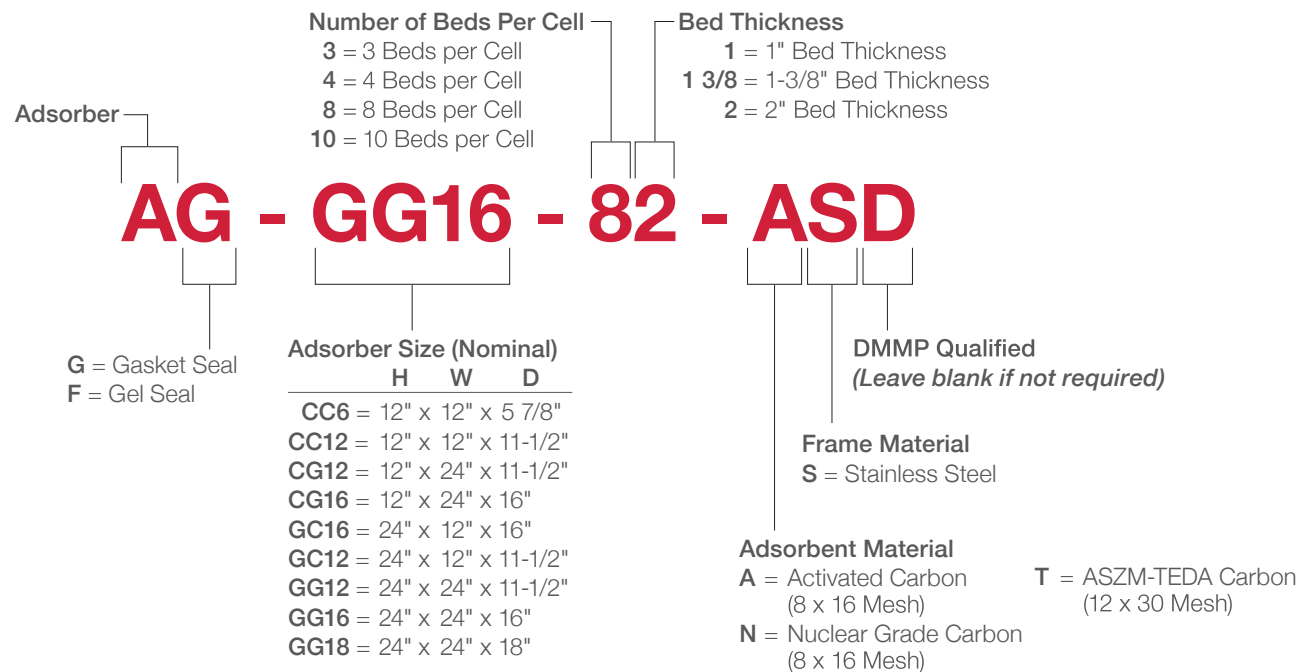 Number of Beds Per Cell
3 = 3 Beds per Cell
4 = 4 Beds per Cell
8 = 8 Beds per Cell
10 = 10 Beds per Cell
Bed Thickness
1 = 1" Bed Thickness
1 3/8 = 1-3/8" Bed Thickness
2 = 2" Bed Thickness
Adsorber
AG - GG16 - 82 - ASD
G = Gasket Seal
F = Gel Seal
Adsorber Size (Nominal)
H W D
CC6 = 12" x 12" x 5 7/8"
CC12 = 12" x 12" x 11-1/2"
CG12 = 12" x 24" x 11-1/2"
CG16 = 12" x 24" x 16"
GC16 = 24" x 12" x 16"
GC12 = 24" x 12" x 11-1/2"
GG12 = 24" x 24" x 11-1/2"
GG16 = 24" x 24" x 16"
GG18 = 24" x 24" x 18"
DMMP Qualified
(Leave blank if not required)
Frame Material
S = Stainless Steel
Adsorbent Material
A = Activated Carbon
(8 x 16 Mesh)
N = Nuclear Grade Carbon
(8 x 16 Mesh)
T = ASZM-TEDA Carbon
(12 x 30 Mesh)